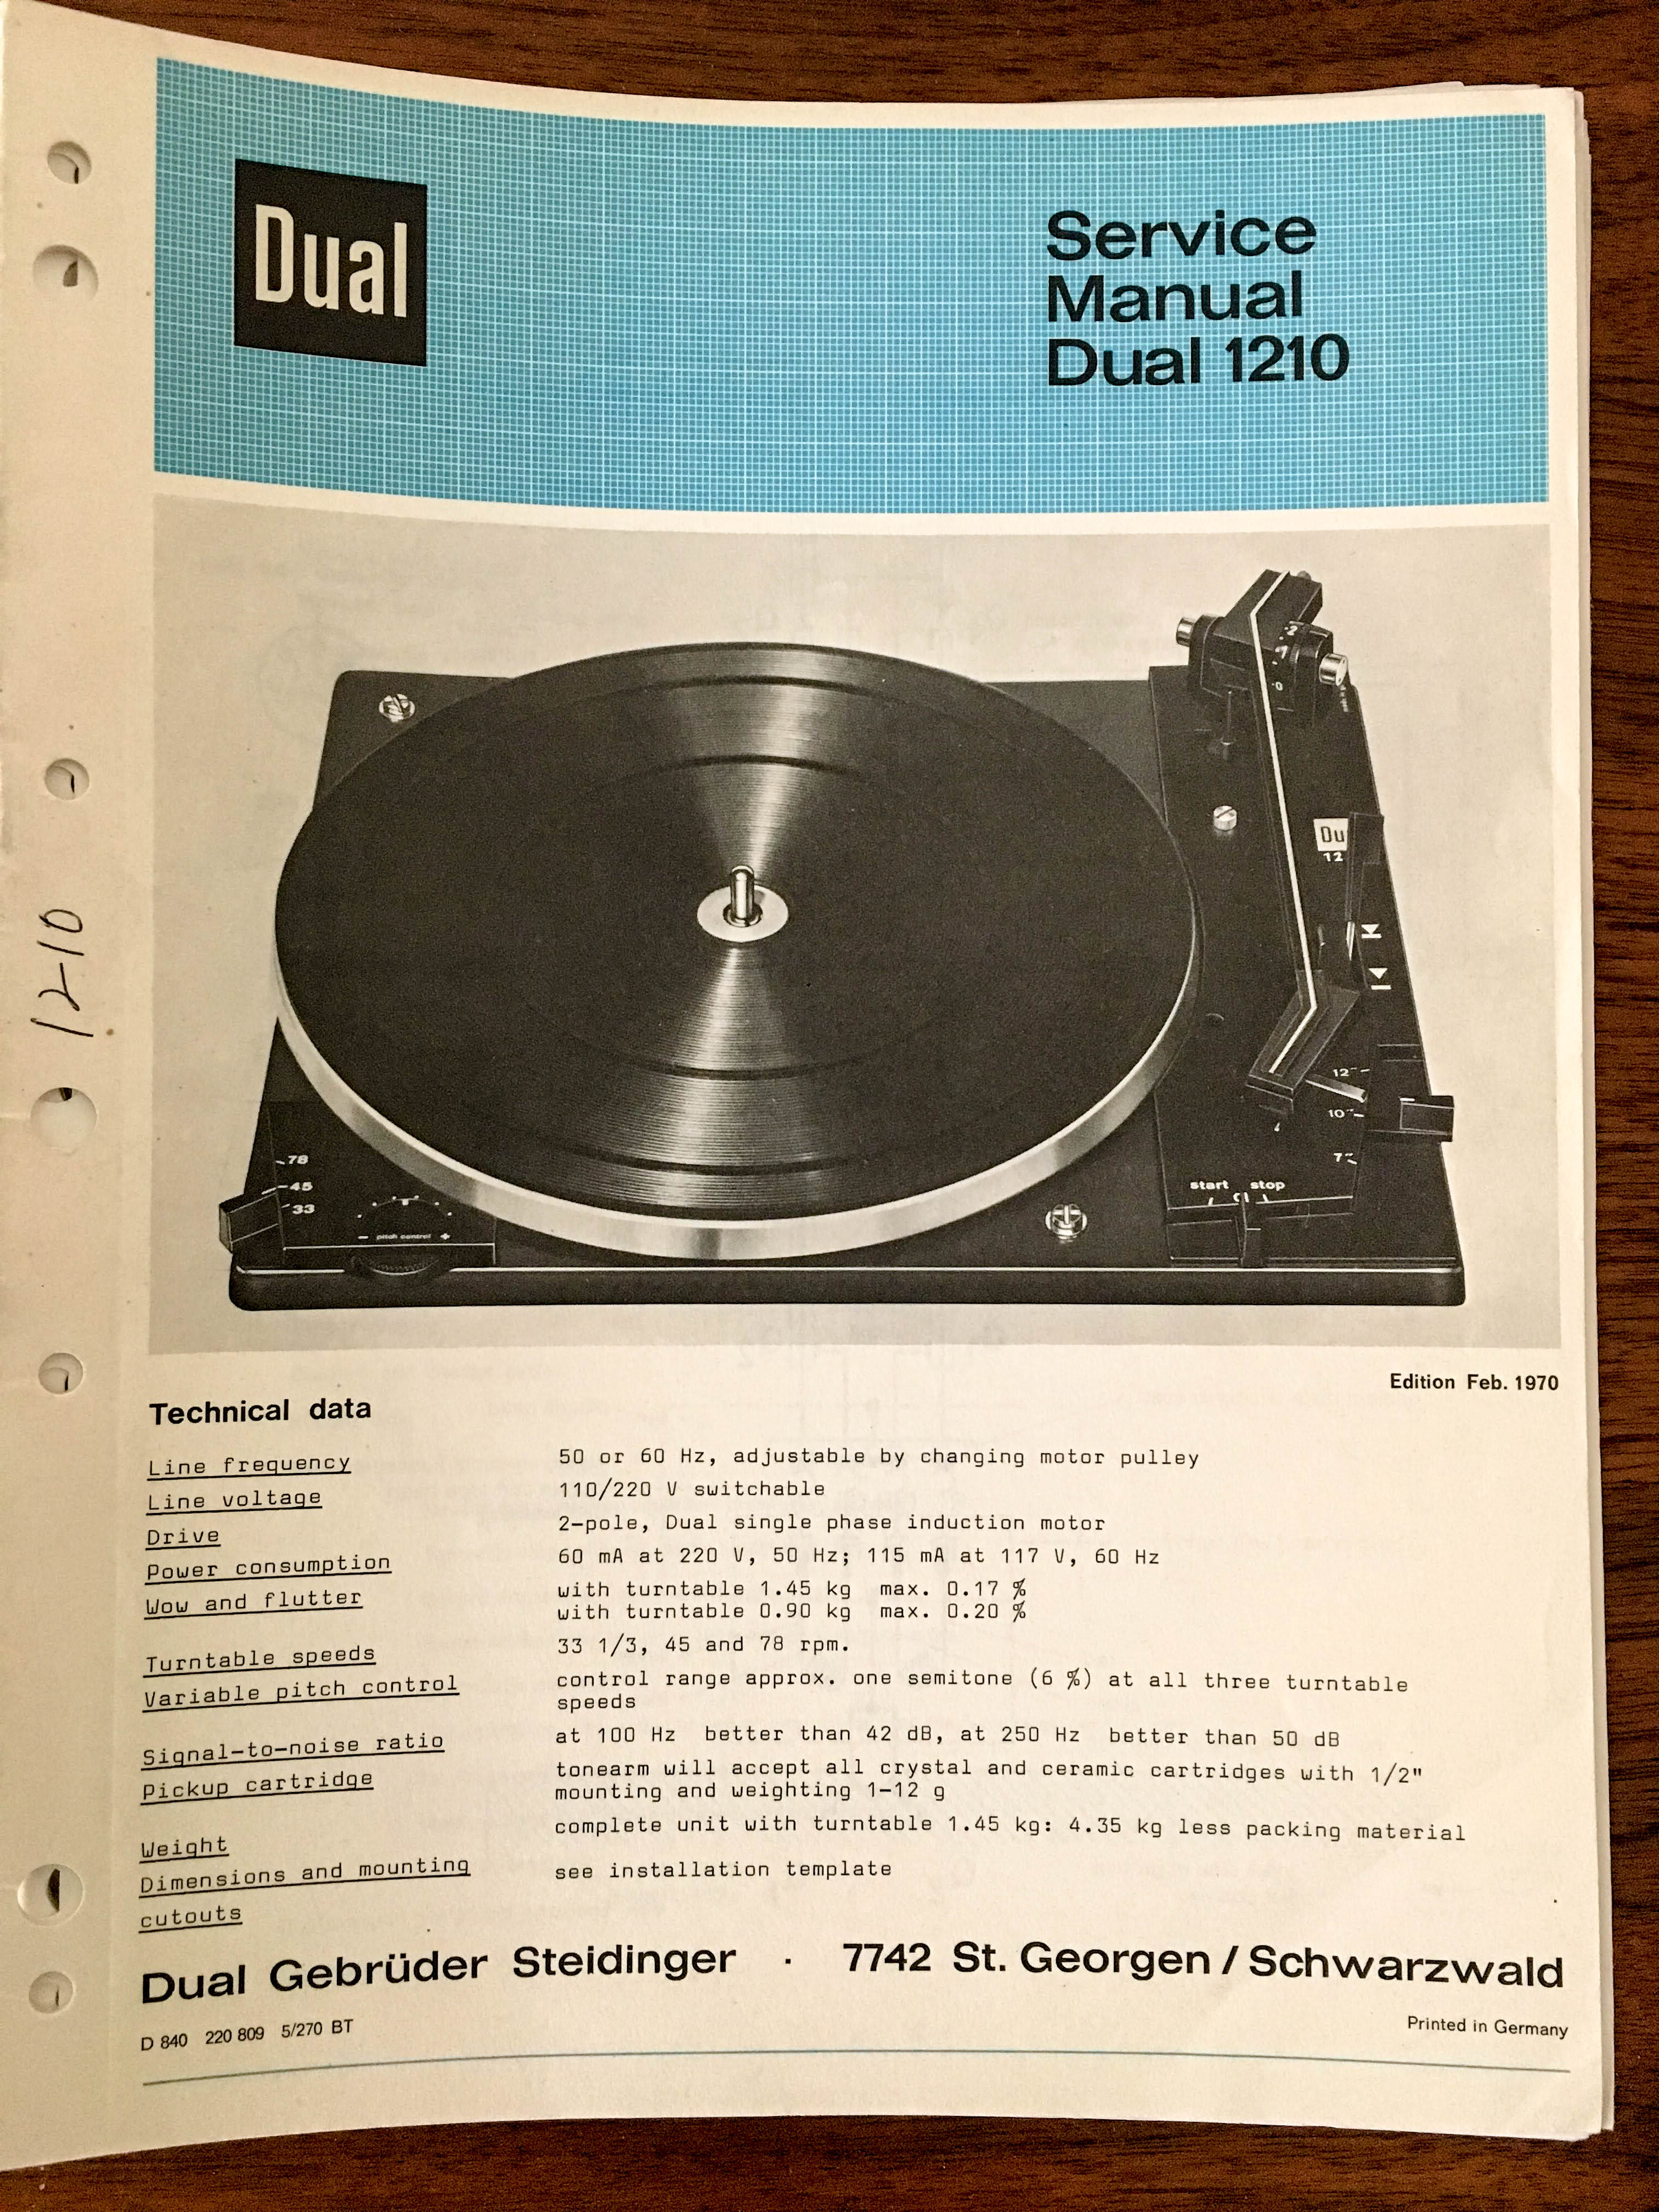 Dual
Service
Manual
Dual 1210
1210
2
0
Du
12
12"
10"
7"
start stop
78
45
33
− pitch control +
Edition Feb. 1970
Technical data
Line frequency 50 or 60 Hz, adjustable by changing motor pulley
Line voltage 110/220 V switchable
Drive 2-pole, Dual single phase induction motor
Power consumption 60 mA at 220 V, 50 Hz; 115 mA at 117 V, 60 Hz
Wow and flutter with turntable 1.45 kg max. 0.17 %
with turntable 0.90 kg max. 0.20 %
Turntable speeds 33 1/3, 45 and 78 rpm.
Variable pitch control control range approx. one semitone (6 %) at all three turntable
speeds
Signal-to-noise ratio at 100 Hz better than 42 dB, at 250 Hz better than 50 dB
Pickup cartridge tonearm will accept all crystal and ceramic cartridges with 1/2"
mounting and weighting 1-12 g
Weight complete unit with turntable 1.45 kg: 4.35 kg less packing material
Dimensions and mounting see installation template
cutouts
Dual Gebrüder Steidinger · 7742 St. Georgen / Schwarzwald
D 840 220 809 5/270 BT
Printed in Germany